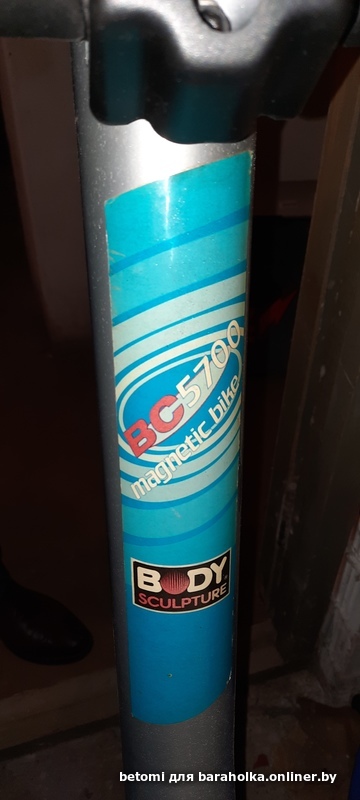 BC5700
magnetic bike
BODY
SCULPTURE
betomi для baraholka.onliner.by